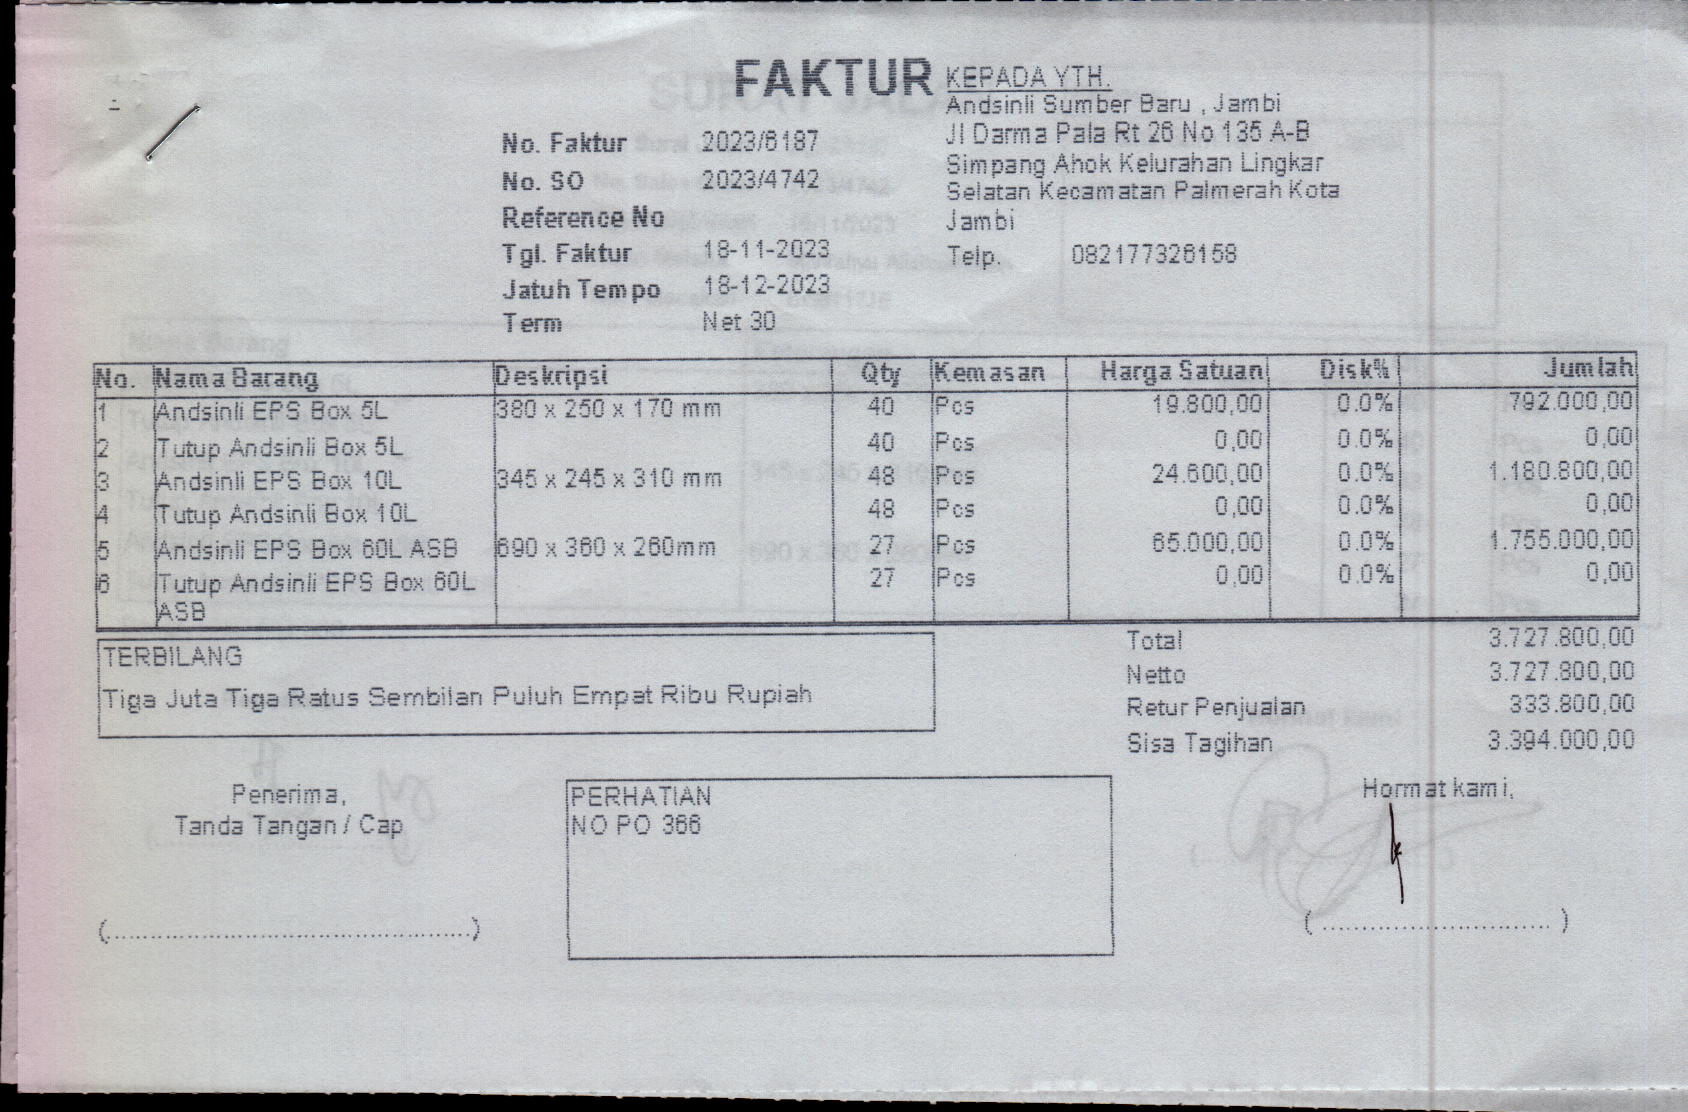 FAKTUR
KEPADA YTH.
Andsinli Sumber Baru , Jambi
Jl Darma Pala Rt 26 No 135 A-B
Simpang Ahok Kelurahan Lingkar
Selatan Kecamatan Palmerah Kota
Jambi
Telp. 082177326158
No. Faktur 2023/6187
No. SO 2023/4742
Reference No
Tgl. Faktur 18-11-2023
Jatuh Tempo 18-12-2023
Term Net 30
No. Nama Barang Deskripsi Qty Kemasan Harga Satuan Disk% Jumlah
1 Andsinli EPS Box 5L 380 x 250 x 170 mm 40 Pcs 19.800,00 0.0% 792.000,00
2 Tutup Andsinli Box 5L 40 Pcs 0,00 0.0% 0,00
3 Andsinli EPS Box 10L 345 x 245 x 310 mm 48 Pcs 24.600,00 0.0% 1.180.800,00
4 Tutup Andsinli Box 10L 48 Pcs 0,00 0.0% 0,00
5 Andsinli EPS Box 60L ASB 690 x 360 x 260mm 27 Pcs 65.000,00 0.0% 1.755.000,00
6 Tutup Andsinli EPS Box 60L 27 Pcs 0,00 0.0% 0,00
ASB
Total 3.727.800,00
Netto 3.727.800,00
Retur Penjualan 333.800,00
Sisa Tagihan 3.394.000,00
TERBILANG
Tiga Juta Tiga Ratus Sembilan Puluh Empat Ribu Rupiah
Penerima,
Tanda Tangan / Cap
PERHATIAN
NO PO 366
Hormat kami,
(................................................)
( .............................. )